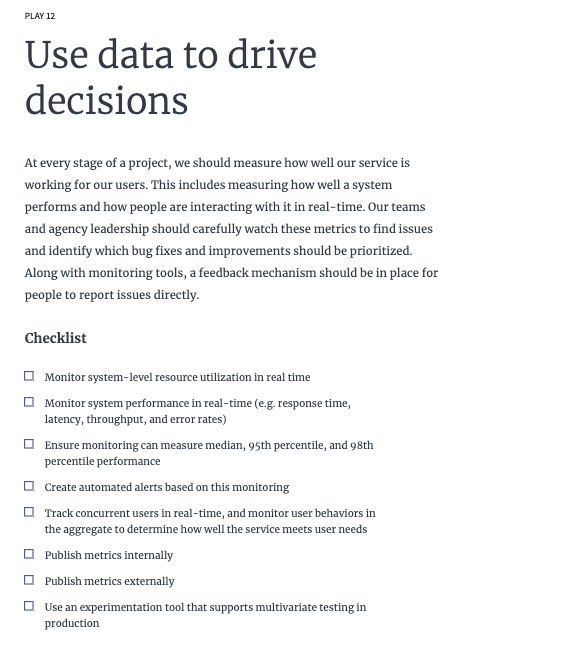 PLAY 12
Use data to drive
decisions
At every stage of a project, we should measure how well our service is
working for our users. This includes measuring how well a system
performs and how people are interacting with it in real-time. Our teams
and agency leadership should carefully watch these metrics to find issues
and identify which bug fixes and improvements should be prioritized.
Along with monitoring tools, a feedback mechanism should be in place for
people to report issues directly.
Checklist
Monitor system-level resource utilization in real time
Monitor system performance in real-time (e.g. response time,
latency, throughput, and error rates)
Ensure monitoring can measure median, 95th percentile, and 98th
percentile performance
Create automated alerts based on this monitoring
Track concurrent users in real-time, and monitor user behaviors in
the aggregate to determine how well the service meets user needs
Publish metrics internally
Publish metrics externally
Use an experimentation tool that supports multivariate testing in
production